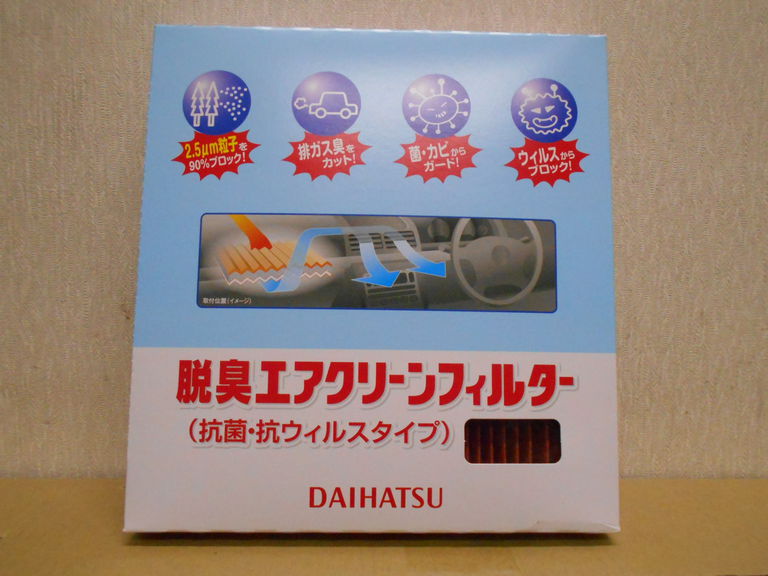 2.5μm粒子を
90%ブロック!
排ガス臭を
カット!
菌・カビから
ガード!
ウィルスから
ブロック!
取付位置(イメージ)
脱臭エアクリーンフィルター
(抗菌・抗ウィルスタイプ)
DAIHATSU